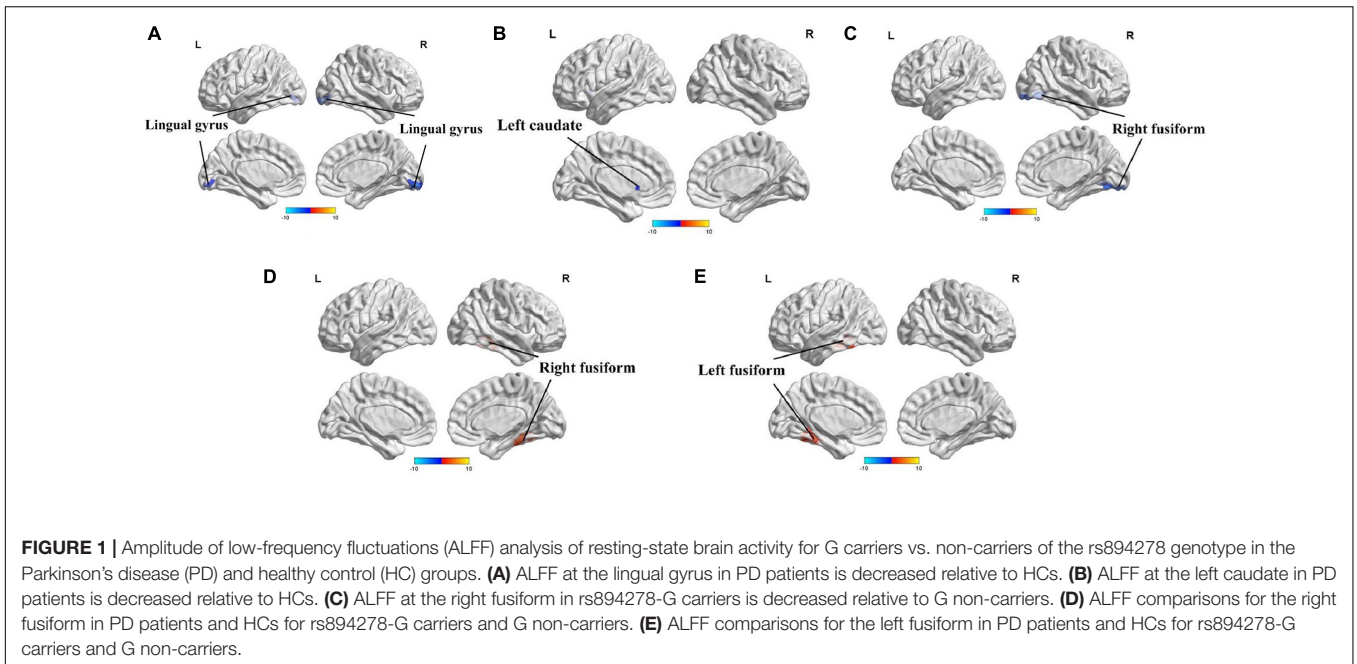 A
L
R
Lingual gyrus
Lingual gyrus
-10
10
B
L
R
Left caudate
-10
10
C
L
R
Right fusiform
-10
10
D
L
R
Right fusiform
-10
10
E
L
R
Left fusiform
-10
10
FIGURE 1 | Amplitude of low-frequency fluctuations (ALFF) analysis of resting-state brain activity for G carriers vs. non-carriers of the rs894278 genotype in the
Parkinson's disease (PD) and healthy control (HC) groups. (A) ALFF at the lingual gyrus in PD patients is decreased relative to HCs. (B) ALFF at the left caudate in PD
patients is decreased relative to HCs. (C) ALFF at the right fusiform in rs894278-G carriers is decreased relative to G non-carriers. (D) ALFF comparisons for the right
fusiform in PD patients and HCs for rs894278-G carriers and G non-carriers. (E) ALFF comparisons for the left fusiform in PD patients and HCs for rs894278-G
carriers and G non-carriers.